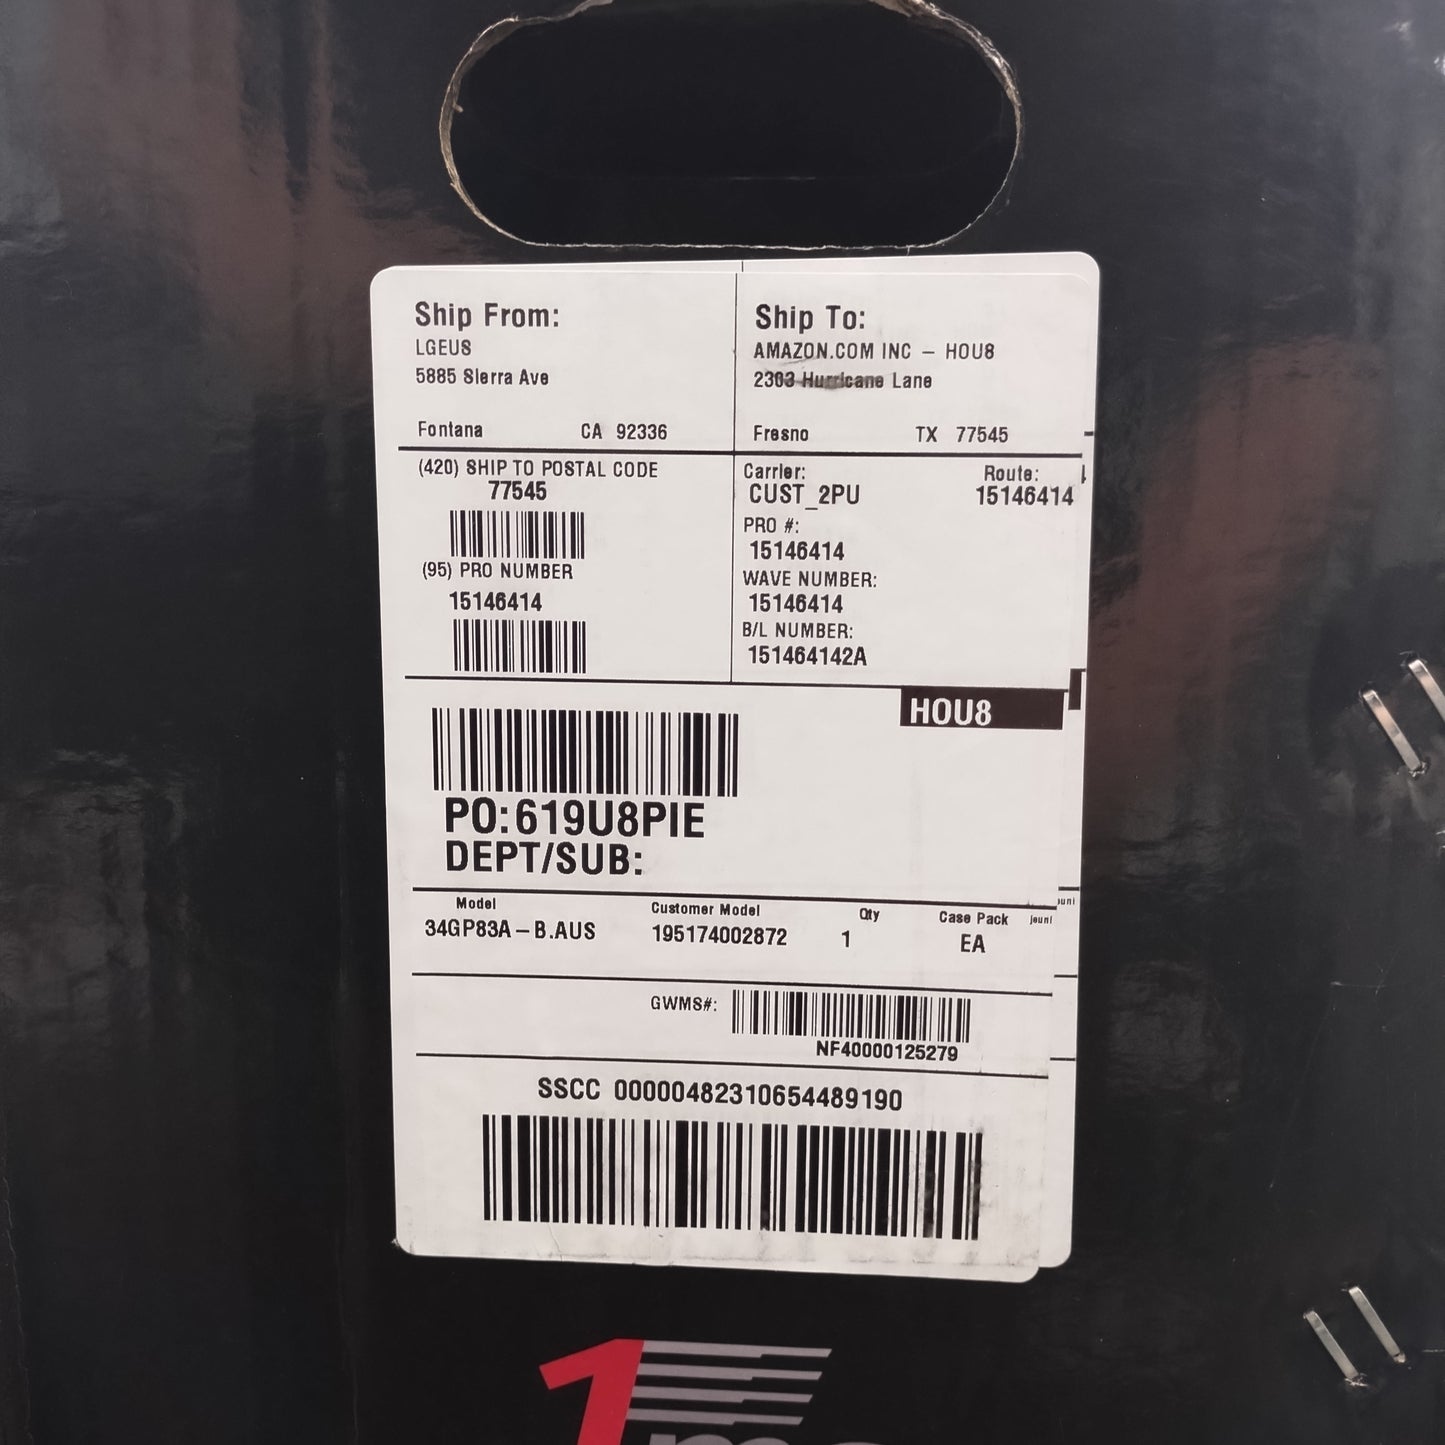 Ship From:
LGEUS
5885 Sierra Ave
Fontana CA 92336
Ship To:
AMAZON.COM INC – HOU8
2303 Hurricane Lane
Fresno TX 77545
(420) SHIP TO POSTAL CODE
77545
(95) PRO NUMBER
15146414
Carrier: Route:
CUST_2PU 15146414
PRO #:
15146414
WAVE NUMBER:
15146414
B/L NUMBER:
151464142A
HOU8
PO:619U8PIE
DEPT/SUB:
Model Customer Model Qty Case Pack jeuni
34GP83A–B.AUS 195174002872 1 EA
GWMS#:
NF40000125279
SSCC 00000482310654489190
1